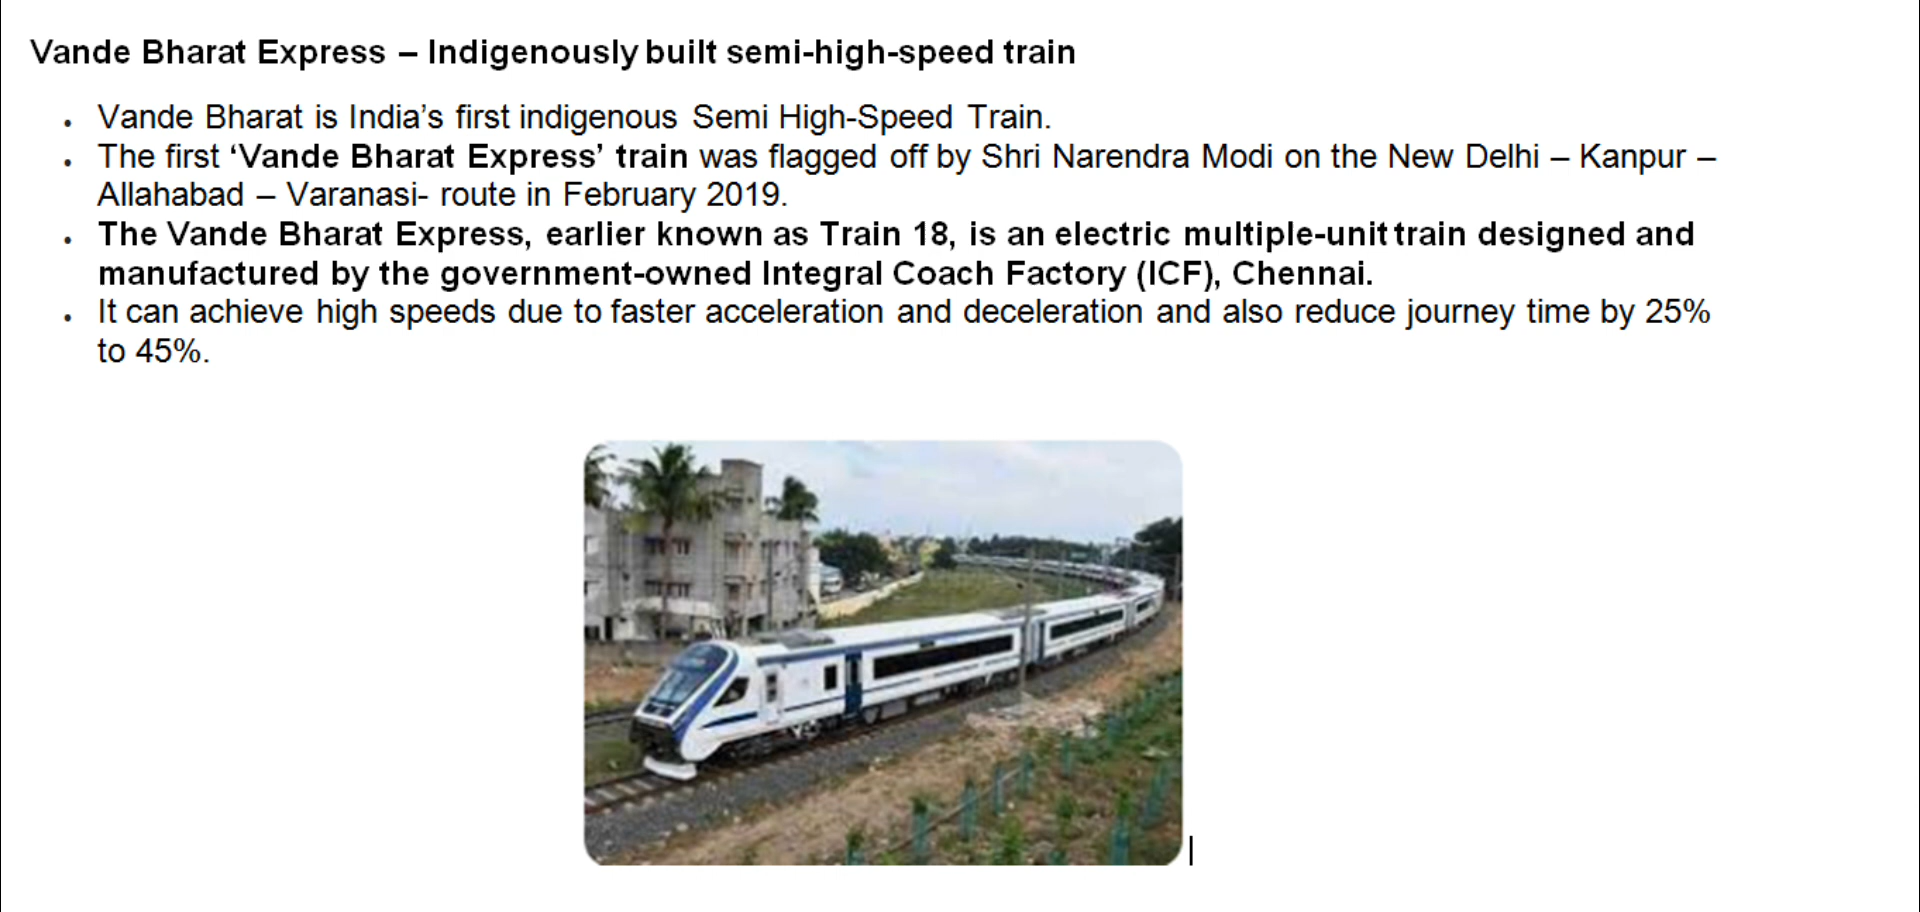 Vande Bharat Express – Indigenously built semi-high-speed train
• Vande Bharat is India’s first indigenous Semi High-Speed Train.
• The first ‘Vande Bharat Express’ train was flagged off by Shri Narendra Modi on the New Delhi – Kanpur –
Allahabad – Varanasi- route in February 2019.
• The Vande Bharat Express, earlier known as Train 18, is an electric multiple-unit train designed and
manufactured by the government-owned Integral Coach Factory (ICF), Chennai.
• It can achieve high speeds due to faster acceleration and deceleration and also reduce journey time by 25%
to 45%.